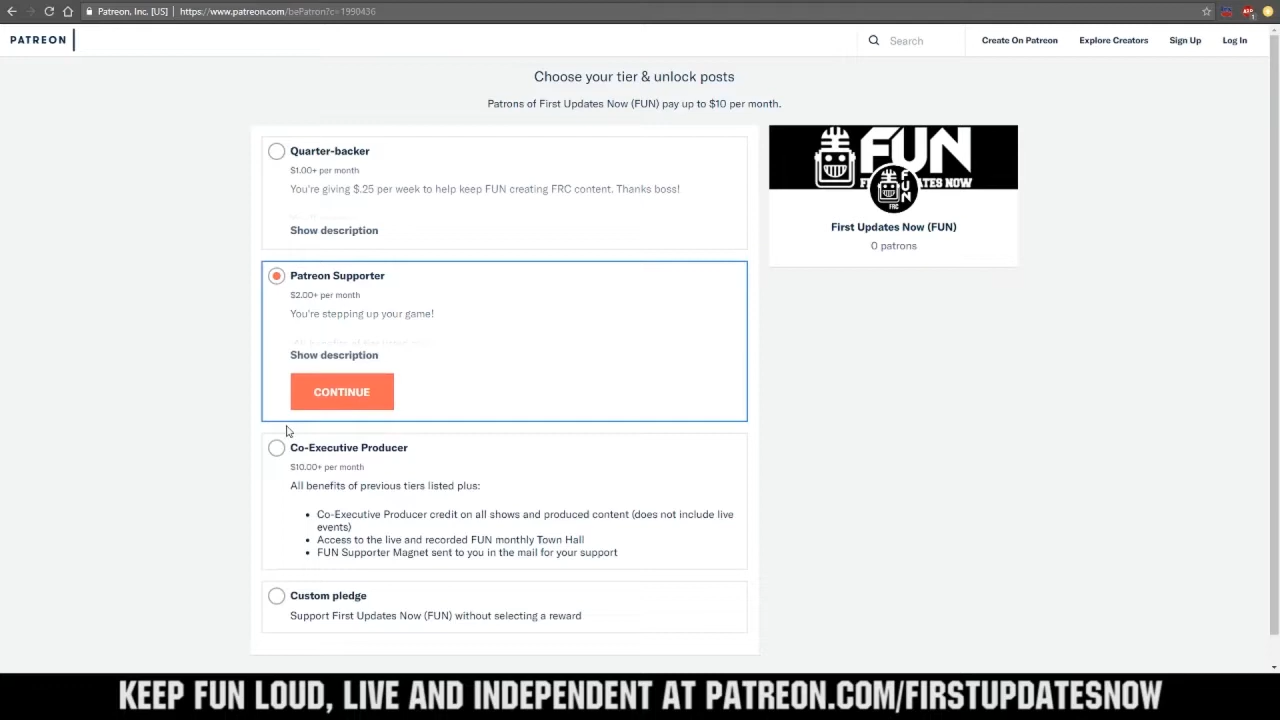 Patreon, Inc. [US] | https://www.patreon.com/bePatron?c=1990436
PATREON
Search
Create On Patreon
Explore Creators
Sign Up
Log In
Choose your tier & unlock posts
Patrons of First Updates Now (FUN) pay up to $10 per month.
Quarter-backer
$1.00+ per month
You're giving $.25 per week to help keep FUN creating FRC content. Thanks boss!
Show description
Patreon Supporter
$2.00+ per month
You're stepping up your game!
All benefits of tier listed
Show description
CONTINUE
Co-Executive Producer
$10.00+ per month
All benefits of previous tiers listed plus:
• Co-Executive Producer credit on all shows and produced content (does not include live
events)
• Access to the live and recorded FUN monthly Town Hall
• FUN Supporter Magnet sent to you in the mail for your support
Custom pledge
Support First Updates Now (FUN) without selecting a reward
FUN
TES NOW
FUN
FRC
First Updates Now (FUN)
0 patrons
KEEP FUN LOUD, LIVE AND INDEPENDENT AT PATREON.COM/FIRSTUPDATESNOW